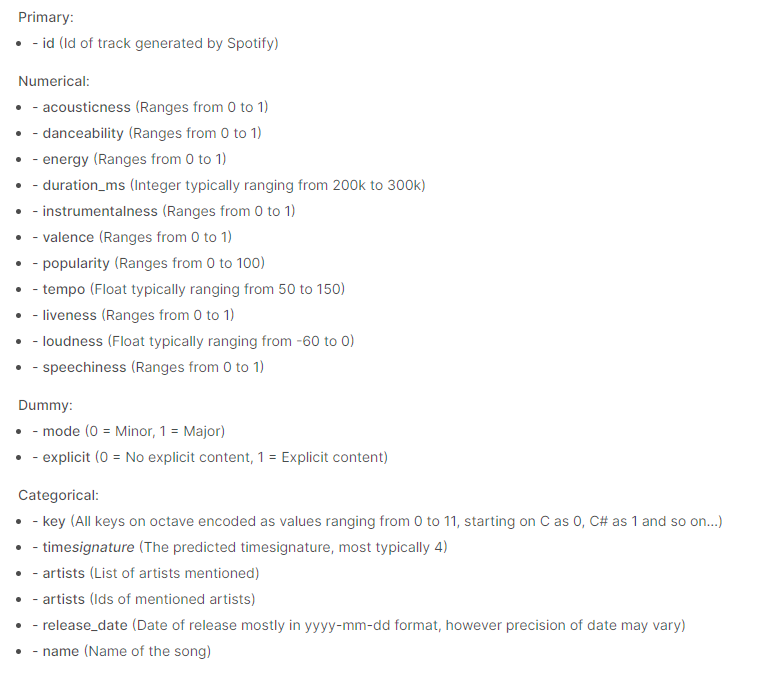 Primary:
• - id (Id of track generated by Spotify)
Numerical:
• - acousticness (Ranges from 0 to 1)
• - danceability (Ranges from 0 to 1)
• - energy (Ranges from 0 to 1)
• - duration_ms (Integer typically ranging from 200k to 300k)
• - instrumentalness (Ranges from 0 to 1)
• - valence (Ranges from 0 to 1)
• - popularity (Ranges from 0 to 100)
• - tempo (Float typically ranging from 50 to 150)
• - liveness (Ranges from 0 to 1)
• - loudness (Float typically ranging from -60 to 0)
• - speechiness (Ranges from 0 to 1)
Dummy:
• - mode (0 = Minor, 1 = Major)
• - explicit (0 = No explicit content, 1 = Explicit content)
Categorical:
• - key (All keys on octave encoded as values ranging from 0 to 11, starting on C as 0, C# as 1 and so on…)
• - timesignature (The predicted timesignature, most typically 4)
• - artists (List of artists mentioned)
• - artists (Ids of mentioned artists)
• - release_date (Date of release mostly in yyyy-mm-dd format, however precision of date may vary)
• - name (Name of the song)